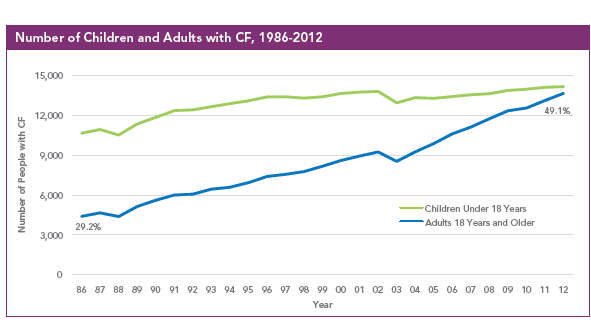 Number of Children and Adults with CF, 1986-2012
Number of People with CF
15,000
12,000
9,000
6,000
3,000
0
49.1%
29.2%
Children Under 18 Years
Adults 18 Years and Older
86 87 88 89 90 91 92 93 94 95 96 97 98 99 00 01 02 03 04 05 06 07 08 09 10 11 12
Year